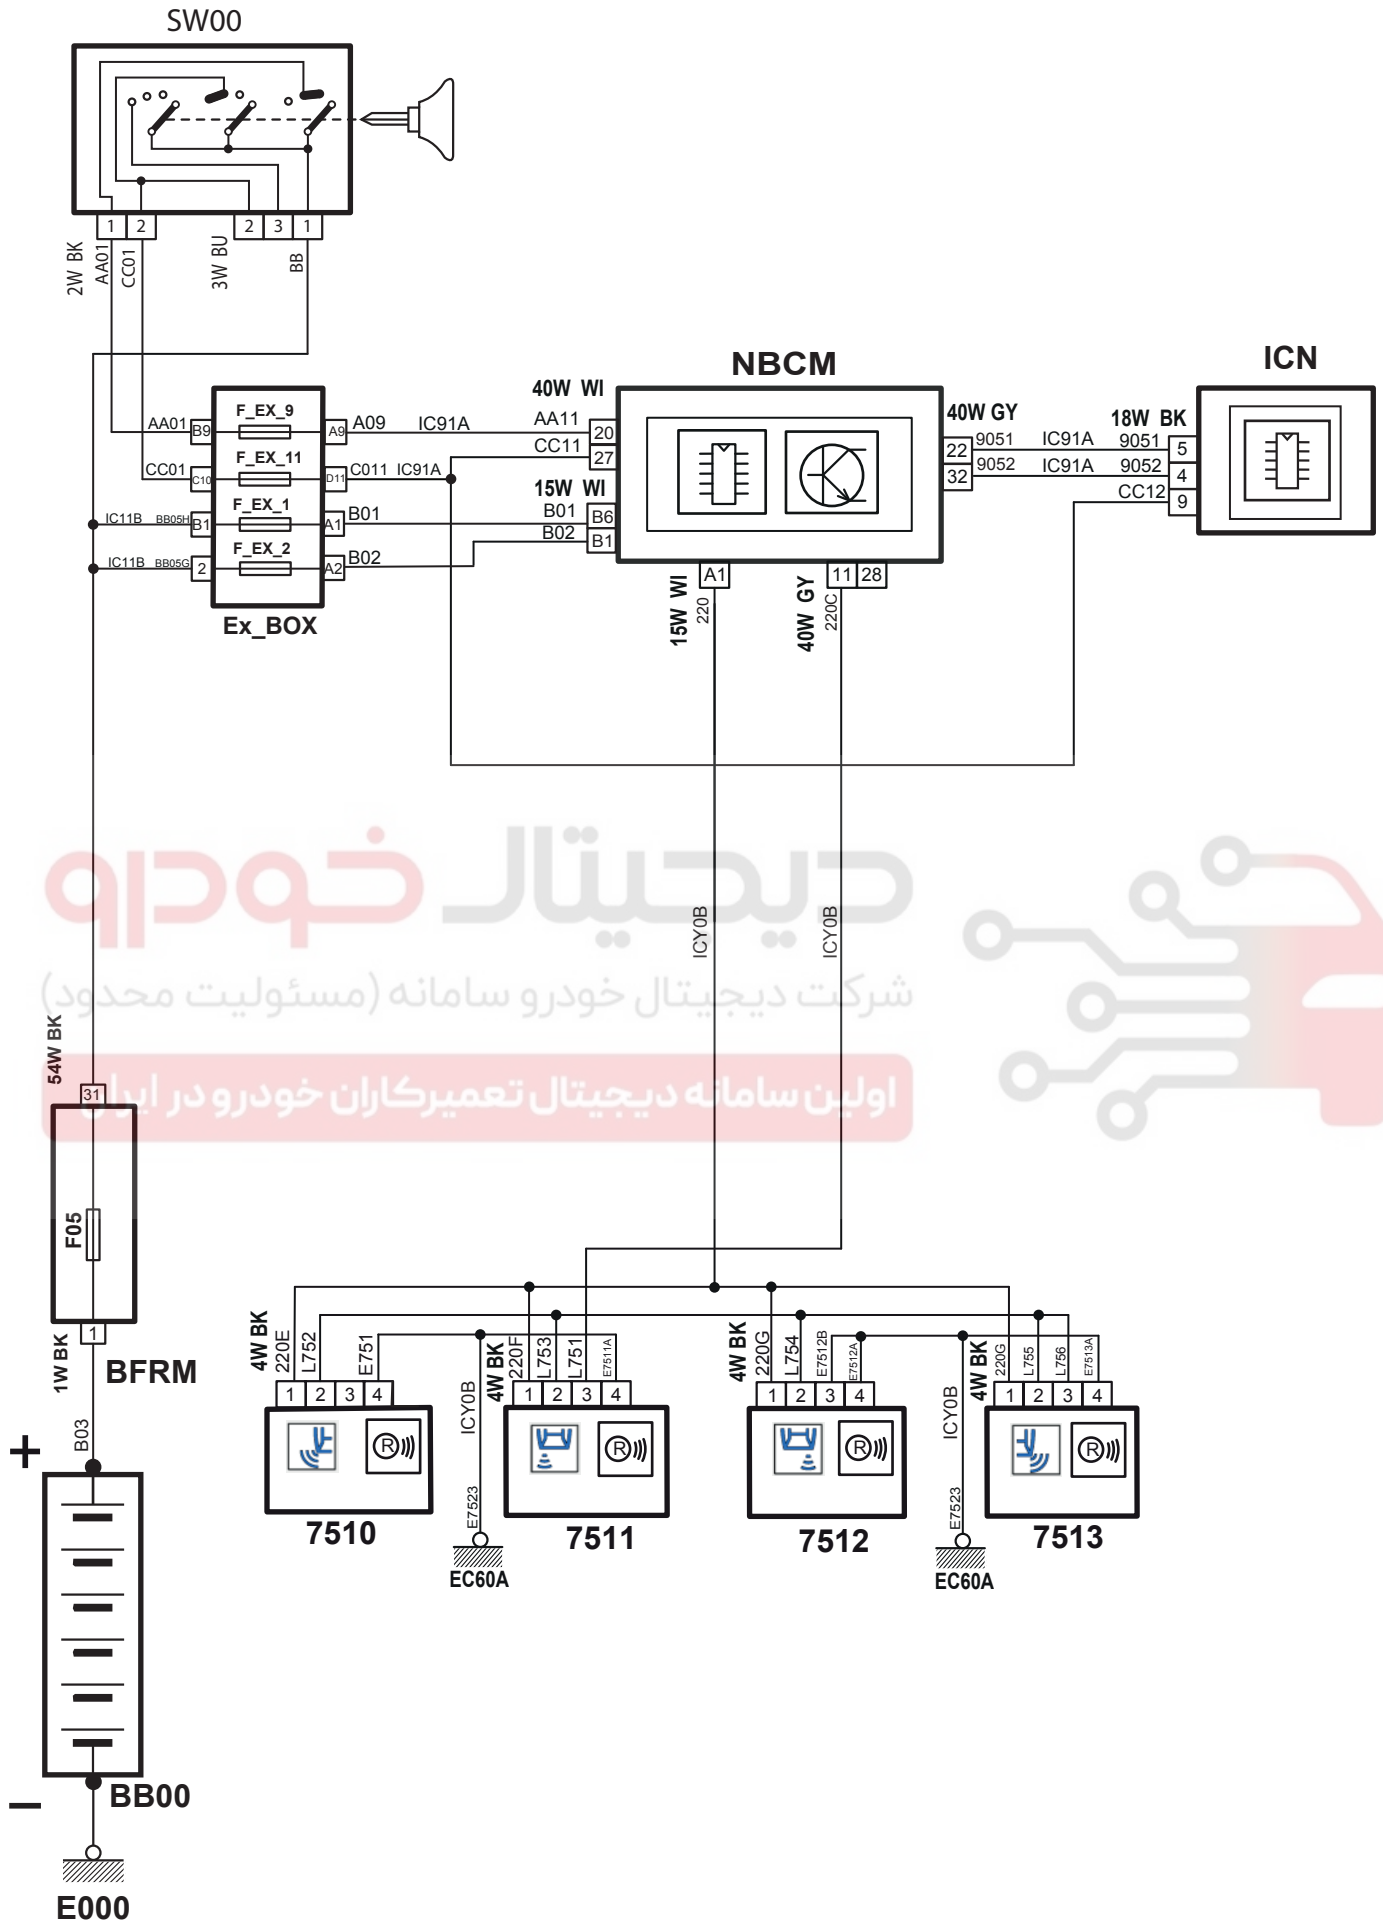 SW00
1 2 2 3 1
2W BK
AA01
CC01
3W BU
BB
NBCM
ICN
40W WI
40W GY
18W BK
AA01 B9 F_EX_9 A9 A09 IC91A AA11 20
CC11 27
CC01 C10 F_EX_11 D11 C011 IC91A
22 9051 IC91A 9051 5
32 9052 IC91A 9052 4
CC12 9
15W WI
IC11B BB05H B1 F_EX_1 A1 B01 B01 B6
IC11B BB05G 2 F_EX_2 A2 B02 B02 B1
Ex_BOX
A1 11 28
15W WI
220
40W GY
220C
دیجیتال خودرو
ICY0B
ICY0B
شرکت دیجیتال خودرو سامانه (مسئولیت محدود)
اولین سامانه دیجیتال تعمیرکاران خودرو در ایران
54W BK
31
F05
1
1W BK
BFRM
B03
4W BK
220E
L752
E751
1 2 3 4
R
7510
4W BK
220F
L753
L751
E7511A
1 2 3 4
R
7511
ICY0B
E7523
EC60A
4W BK
220G
L754
E7512B
E7512A
1 2 3 4
R
7512
ICY0B
E7523
EC60A
4W BK
220G
L755
L756
E7513A
1 2 3 4
R
7513
+
BB00
–
E000